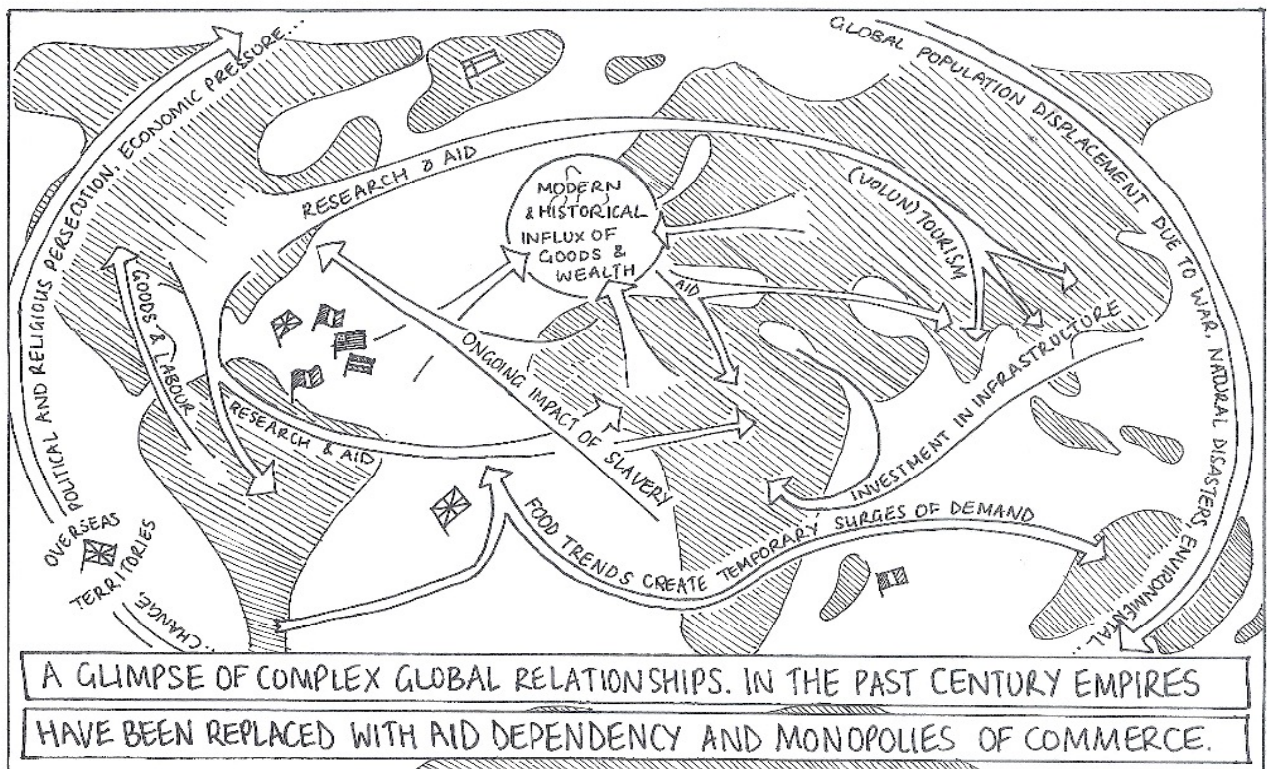 GLOBAL POPULATION DISPLACEMENT DUE TO WAR, NATURAL DISASTERS, ENVIRONMENTAL...
...CHANGE, POLITICAL AND RELIGIOUS PERSECUTION, ECONOMIC PRESSURE...
RESEARCH & AID
MODERN
& HISTORICAL
INFLUX OF
GOODS &
WEALTH
(VOLUN)TOURISM
AID
GOODS & LABOUR
ONGOING IMPACT OF SLAVERY
RESEARCH & AID
INVESTMENT IN INFRASTRUCTURE
FOOD TRENDS CREATE TEMPORARY SURGES OF DEMAND
OVERSEAS
TERRITORIES
A GLIMPSE OF COMPLEX GLOBAL RELATIONSHIPS. IN THE PAST CENTURY EMPIRES
HAVE BEEN REPLACED WITH AID DEPENDENCY AND MONOPOLIES OF COMMERCE.